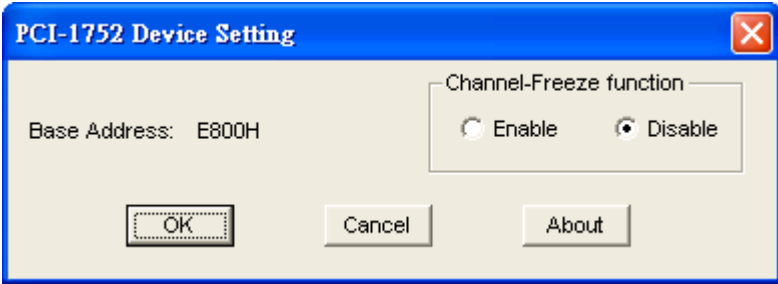 PCI-1752 Device Setting
Channel-Freeze function
Base Address: E800H
Enable Disable
OK Cancel About